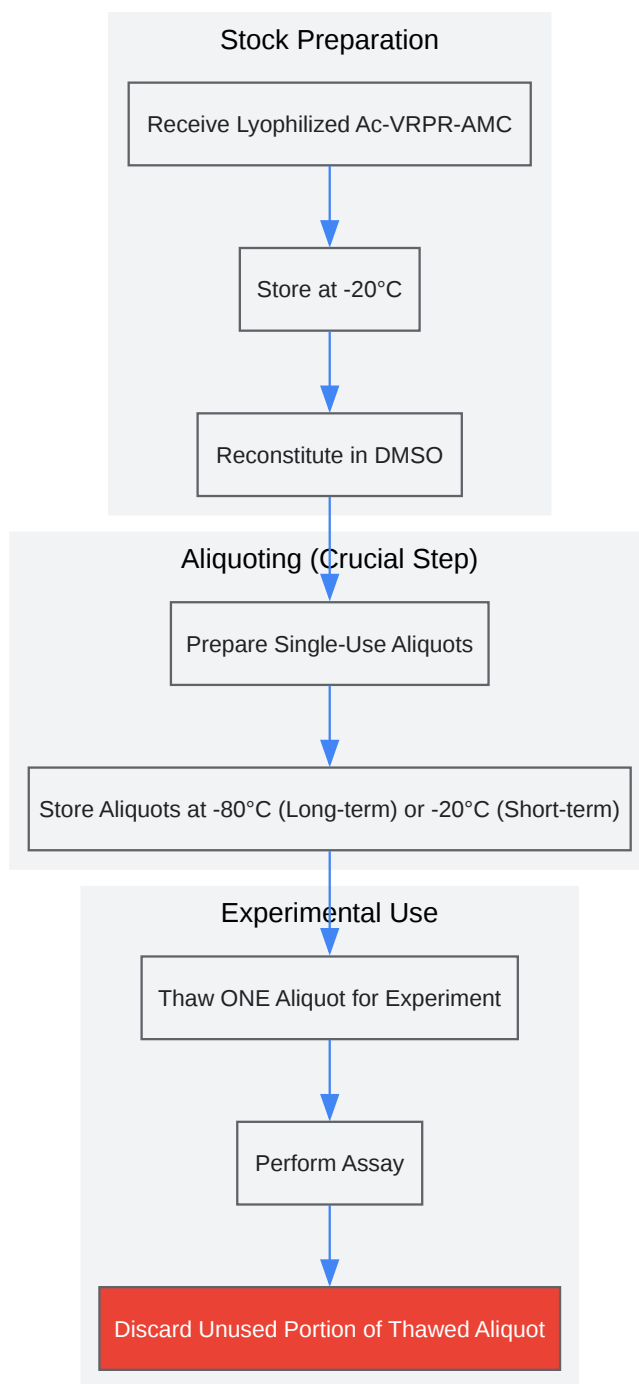 Stock Preparation
Receive Lyophilized Ac-VRPR-AMC
Store at -20°C
Reconstitute in DMSO
Aliquoting (Crucial Step)
Prepare Single-Use Aliquots
Store Aliquots at -80°C (Long-term) or -20°C (Short-term)
Experimental Use
Thaw ONE Aliquot for Experiment
Perform Assay
Discard Unused Portion of Thawed Aliquot